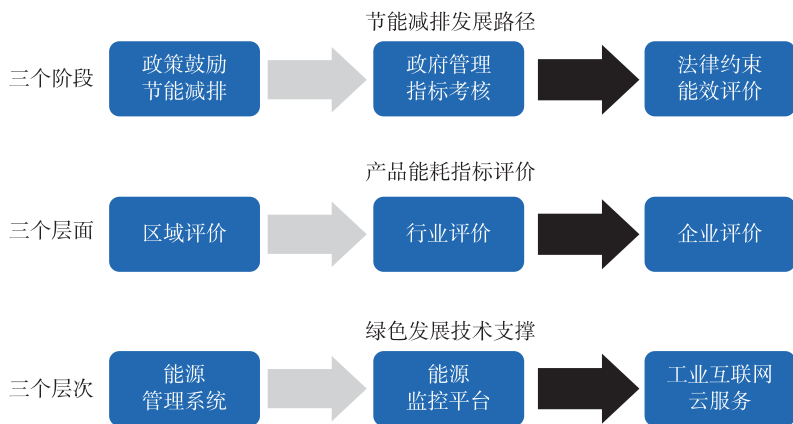 节能减排发展路径
三个阶段
政策鼓励
节能减排
政府管理
指标考核
法律约束
能效评价
产品能耗指标评价
三个层面
区域评价
行业评价
企业评价
绿色发展技术支撑
三个层次
能源
管理系统
能源
监控平台
工业互联网
云服务